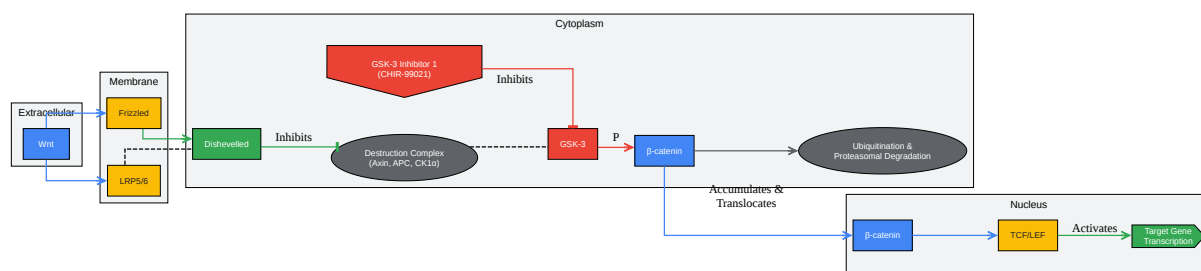 Cytoplasm
GSK-3 Inhibitor 1
(CHIR-99021)
Inhibits
Membrane
Extracellular
Frizzled
Wnt
LRP5/6
Dishevelled
Inhibits
Destruction Complex
(Axin, APC, CK1α)
GSK-3
P
β-catenin
Ubiquitination &
Proteasomal Degradation
Accumulates &
Translocates
Nucleus
β-catenin
TCF/LEF
Activates
Target Gene
Transcription